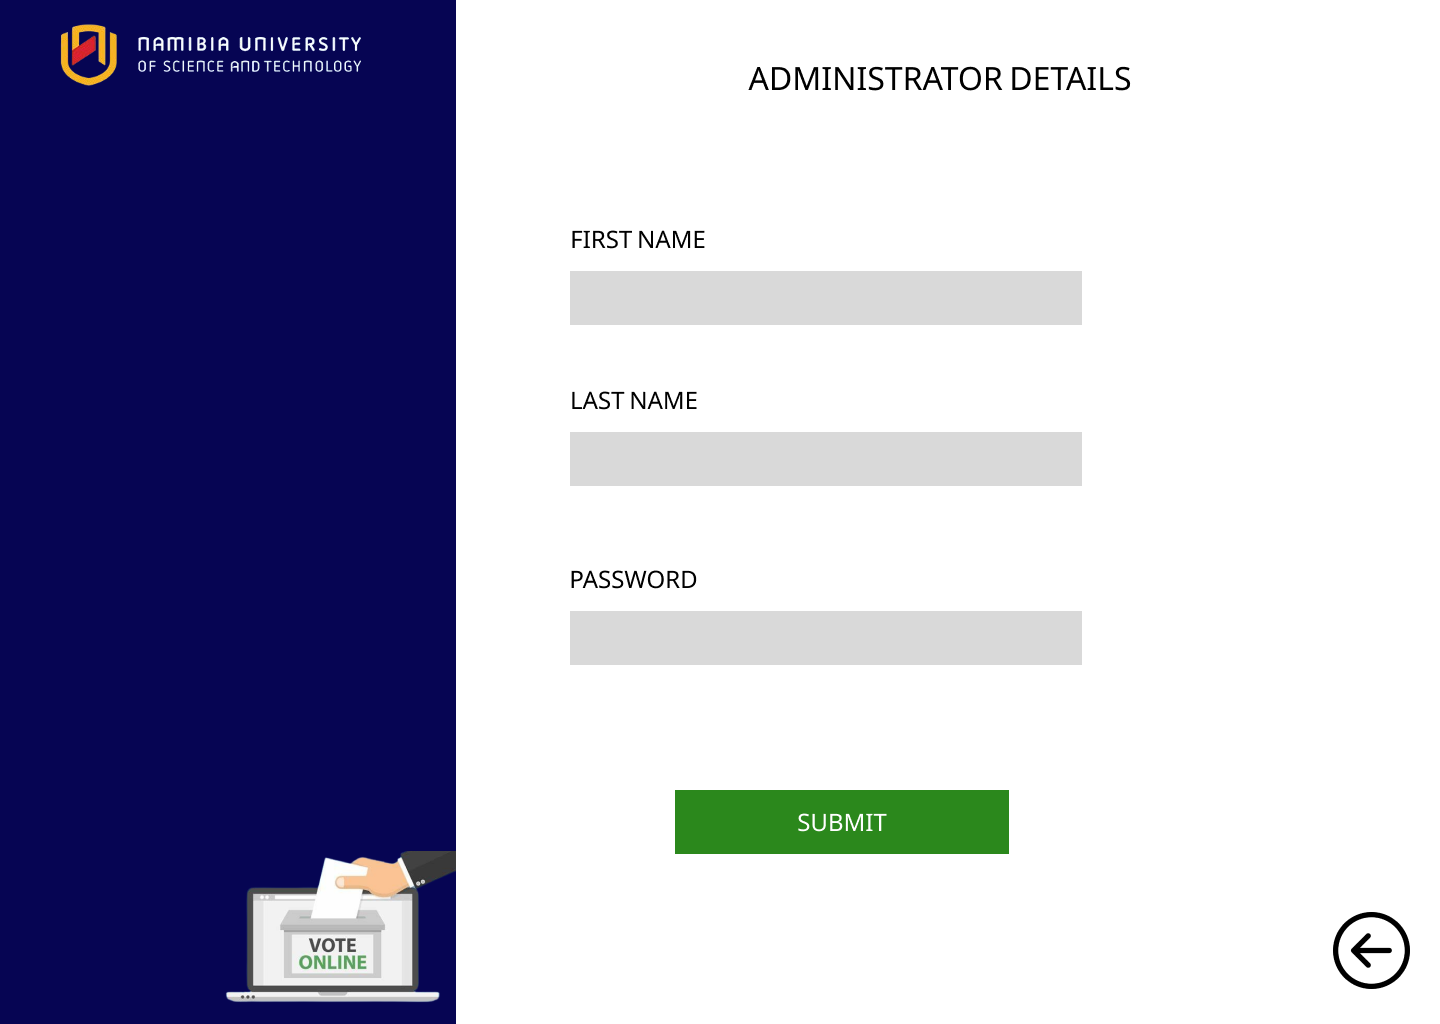 NAMIBIA UNIVERSITY
OF SCIENCE AND TECHNOLOGY
ADMINISTRATOR DETAILS
FIRST NAME
LAST NAME
PASSWORD
SUBMIT
VOTE
ONLINE